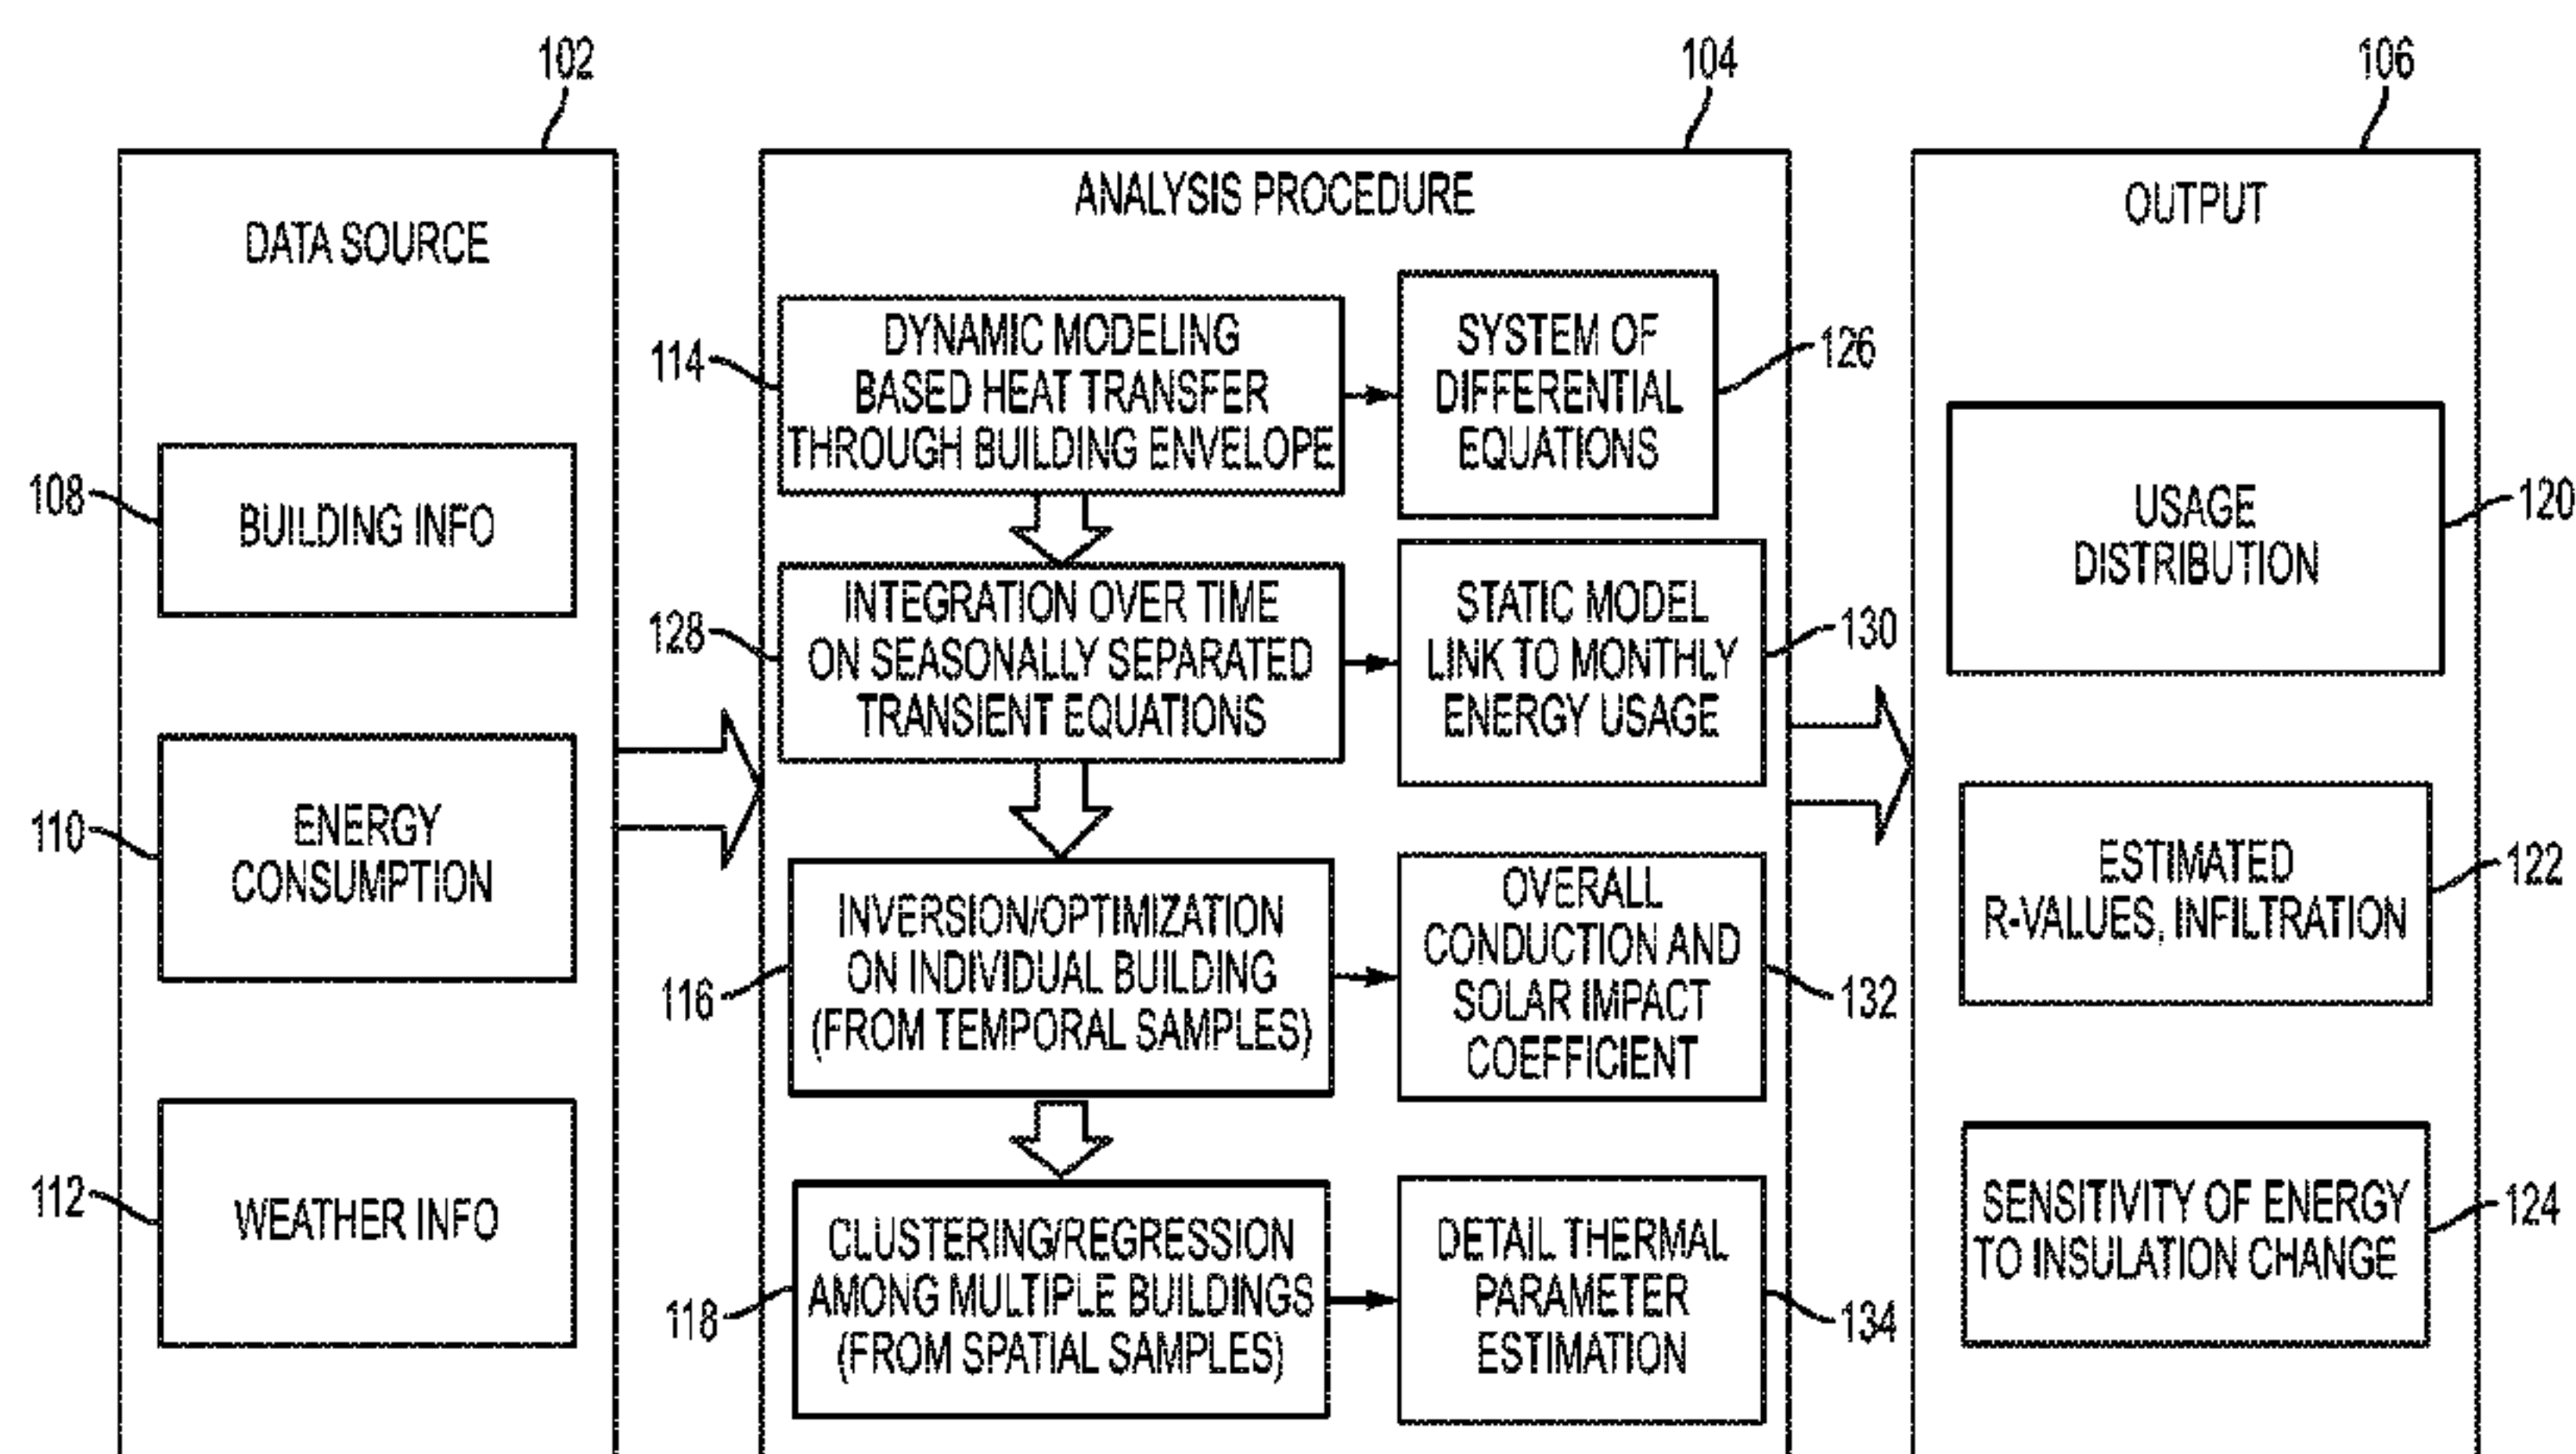 102
104
106
DATA SOURCE
108
BUILDING INFO
110
ENERGY
CONSUMPTION
112
WEATHER INFO
ANALYSIS PROCEDURE
114
DYNAMIC MODELING
BASED HEAT TRANSFER
THROUGH BUILDING ENVELOPE
SYSTEM OF
DIFFERENTIAL
EQUATIONS
126
128
INTEGRATION OVER TIME
ON SEASONALLY SEPARATED
TRANSIENT EQUATIONS
STATIC MODEL
LINK TO MONTHLY
ENERGY USAGE
130
116
INVERSION/OPTIMIZATION
ON INDIVIDUAL BUILDING
(FROM TEMPORAL SAMPLES)
OVERALL
CONDUCTION AND
SOLAR IMPACT
COEFFICIENT
132
118
CLUSTERING/REGRESSION
AMONG MULTIPLE BUILDINGS
(FROM SPATIAL SAMPLES)
DETAIL THERMAL
PARAMETER
ESTIMATION
134
OUTPUT
USAGE
DISTRIBUTION
120
ESTIMATED
R-VALUES, INFILTRATION
122
SENSITIVITY OF ENERGY
TO INSULATION CHANGE
124